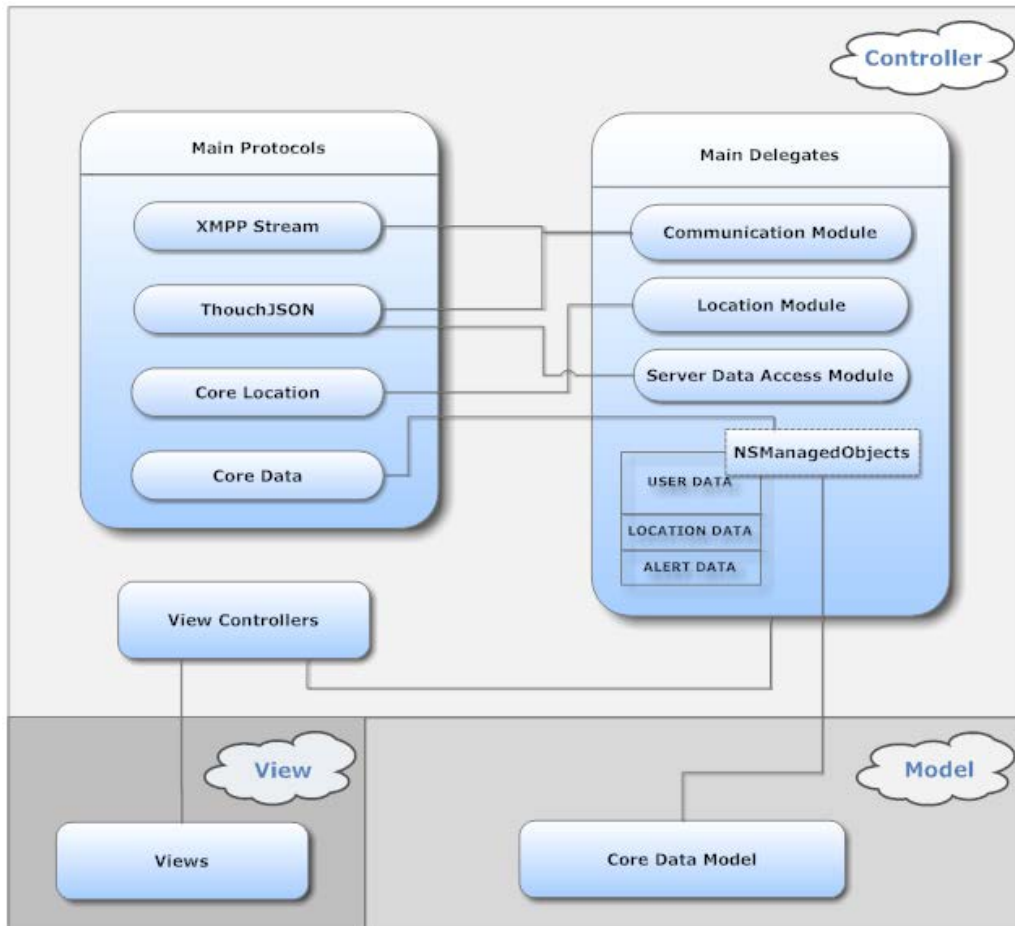 Controller
Main Protocols
XMPP Stream
ThouchJSON
Core Location
Core Data
Main Delegates
Communication Module
Location Module
Server Data Access Module
NSManagedObjects
USER DATA
LOCATION DATA
ALERT DATA
View Controllers
View
Views
Model
Core Data Model